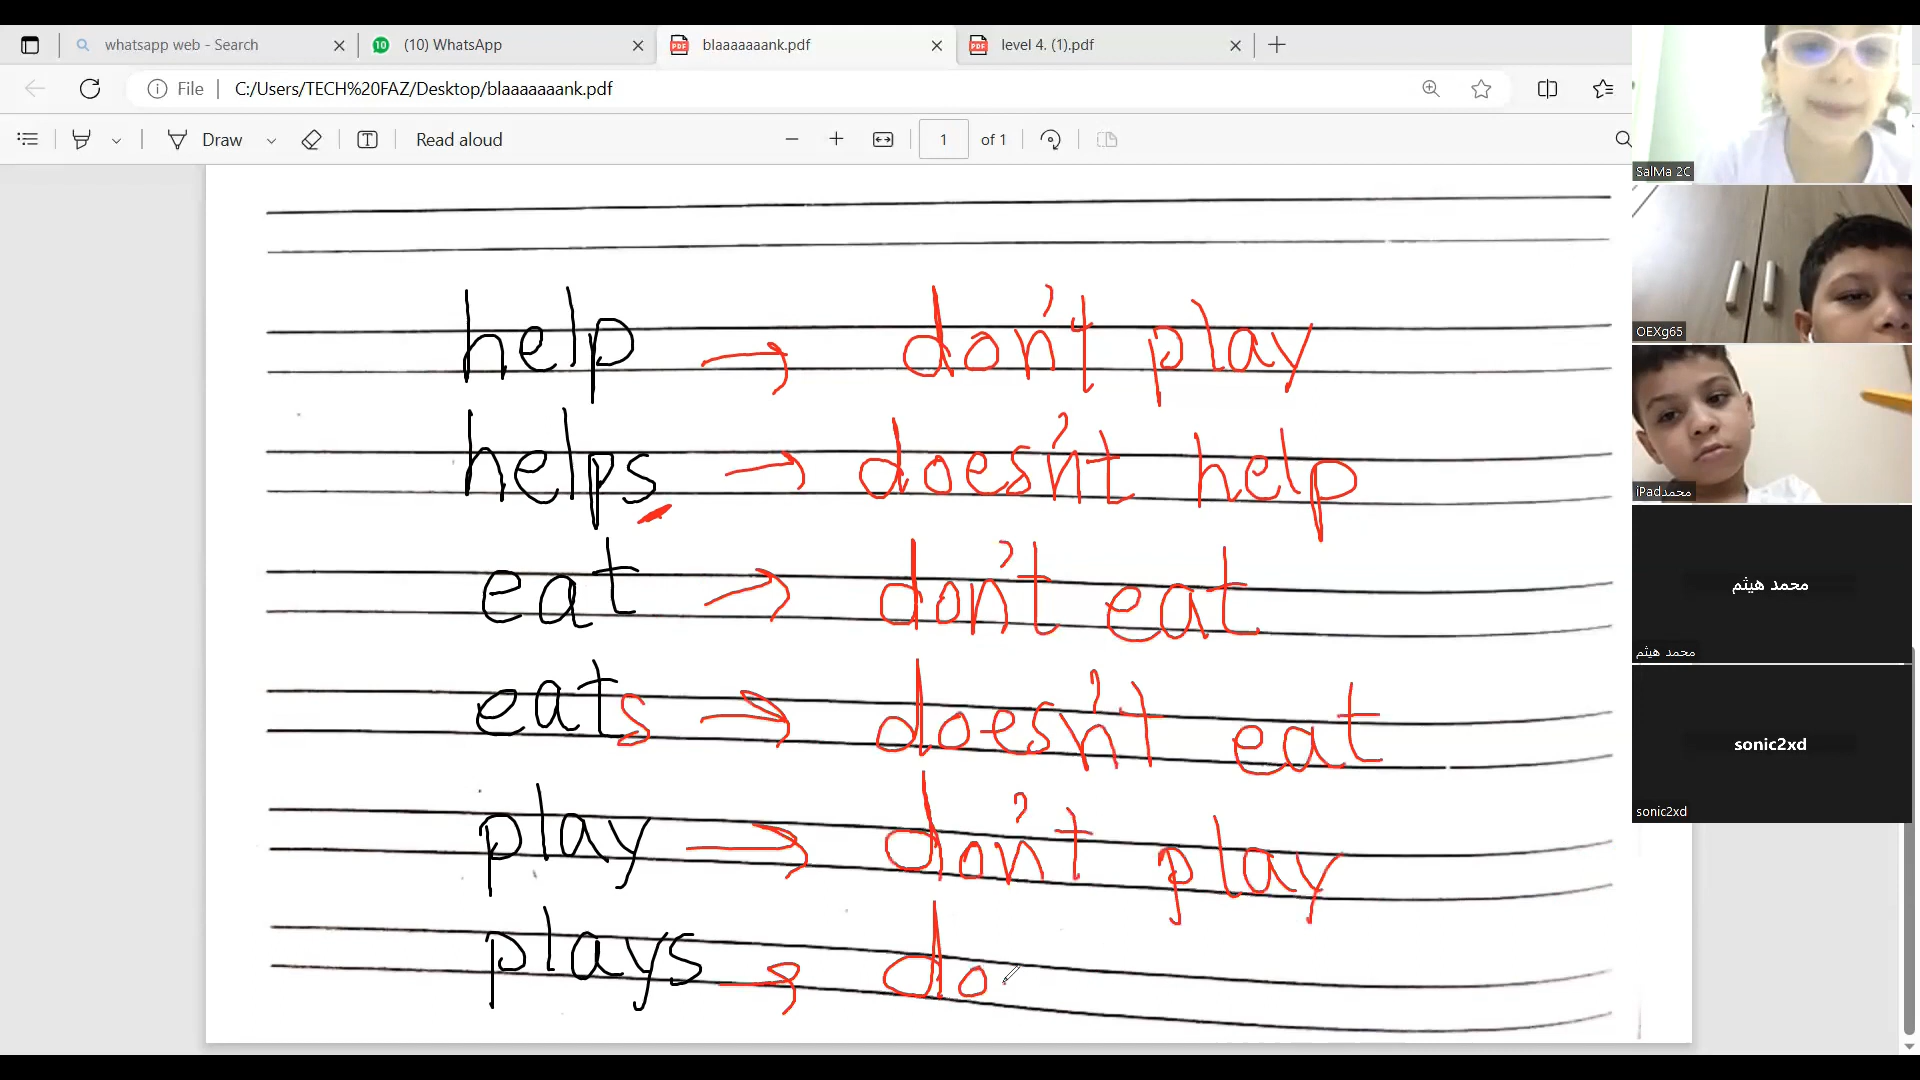 whatsapp web - Search
(10) WhatsApp
blaaaaaaank.pdf
level 4. (1).pdf
File
C:/Users/TECH%20FAZ/Desktop/blaaaaaaank.pdf
Draw
Read aloud
1 of 1
help → don't play
helps → doesn't help
eat → don't eat
eats → doesn't eat
play → don't play
plays → do
SalMa 2C
OEXg65
iPadمحمد
محمد هيثم
محمد هيثم
sonic2xd
sonic2xd